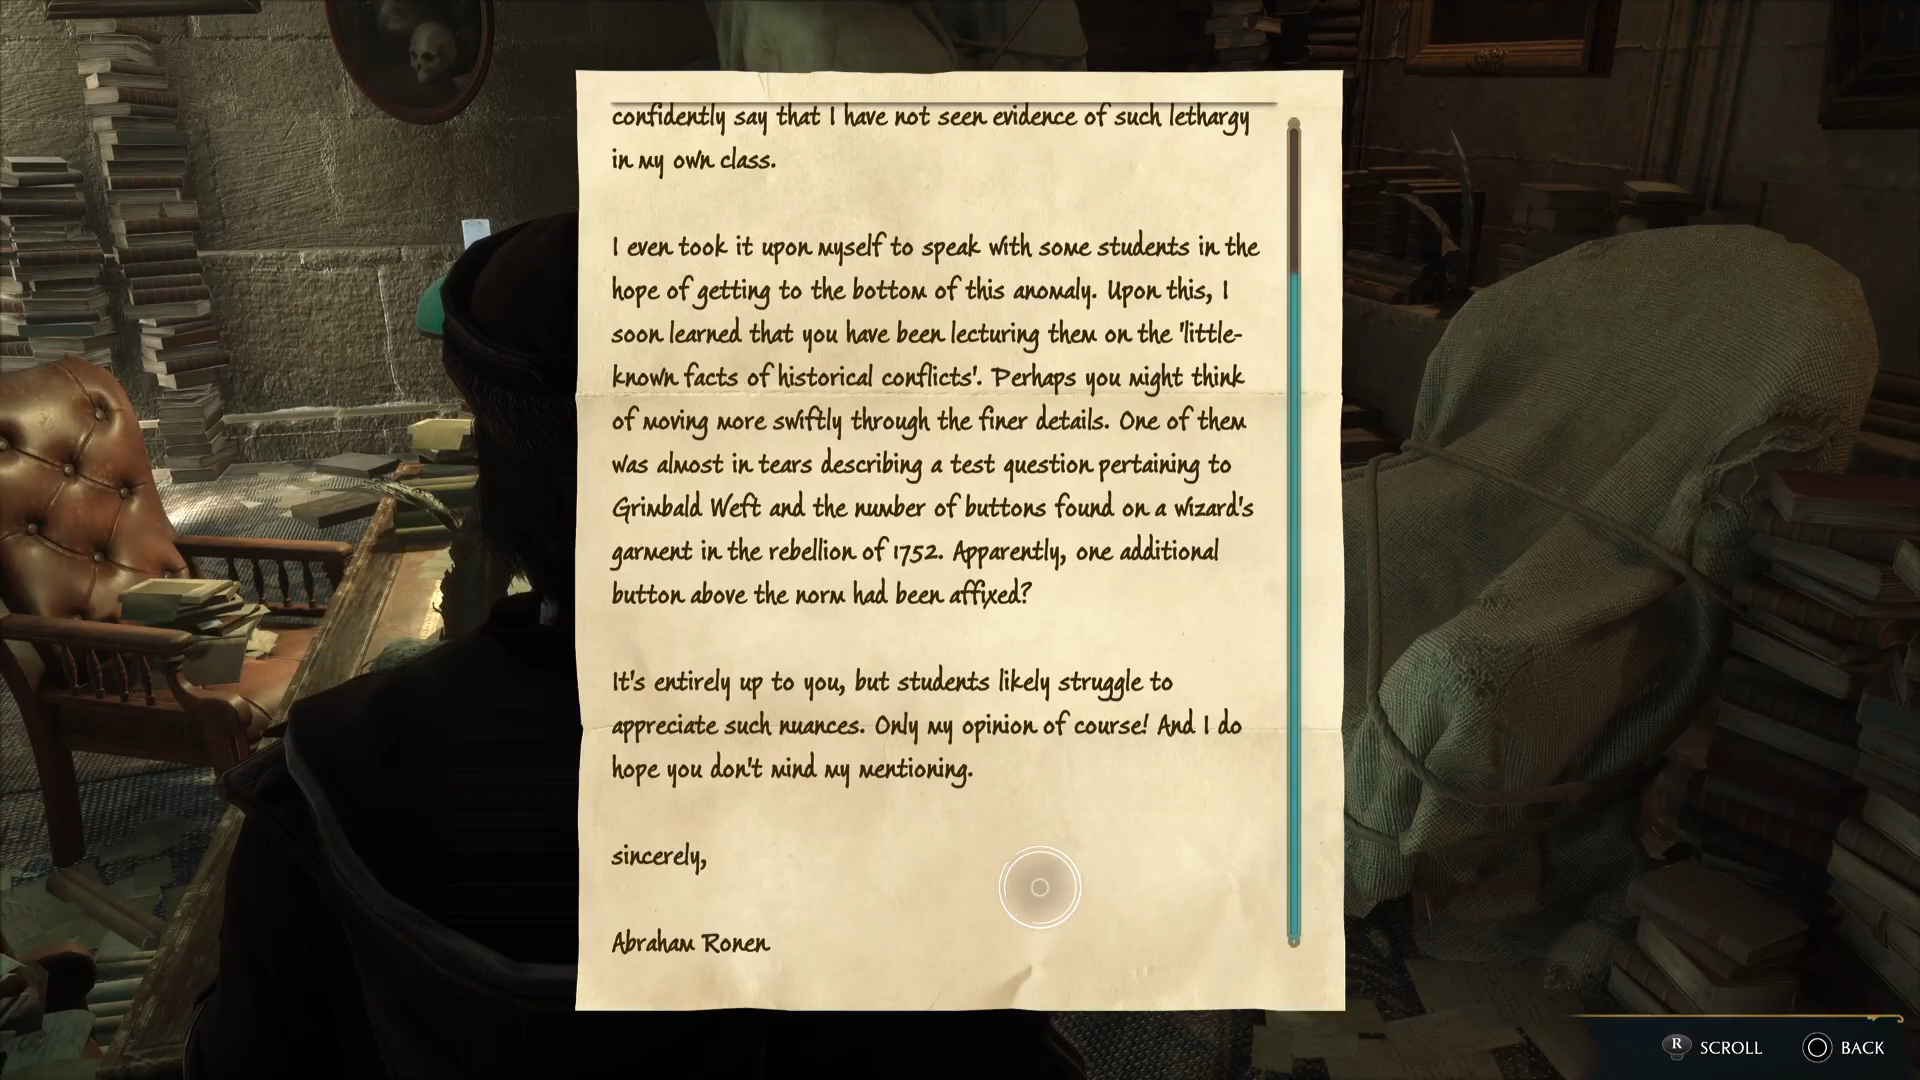 confidently say that I have not seen evidence of such lethargy
in my own class.
I even took it upon myself to speak with some students in the
hope of getting to the bottom of this anomaly. Upon this, I
soon learned that you have been lecturing them on the 'little-
known facts of historical conflicts'. Perhaps you might think
of moving more swiftly through the finer details. One of them
was almost in tears describing a test question pertaining to
Grimbald Weft and the number of buttons found on a wizard's
garment in the rebellion of 1752. Apparently, one additional
button above the norm had been affixed?
It's entirely up to you, but students likely struggle to
appreciate such nuances. Only my opinion of course! And I do
hope you don't mind my mentioning.
sincerely,
Abraham Ronen
R SCROLL
BACK